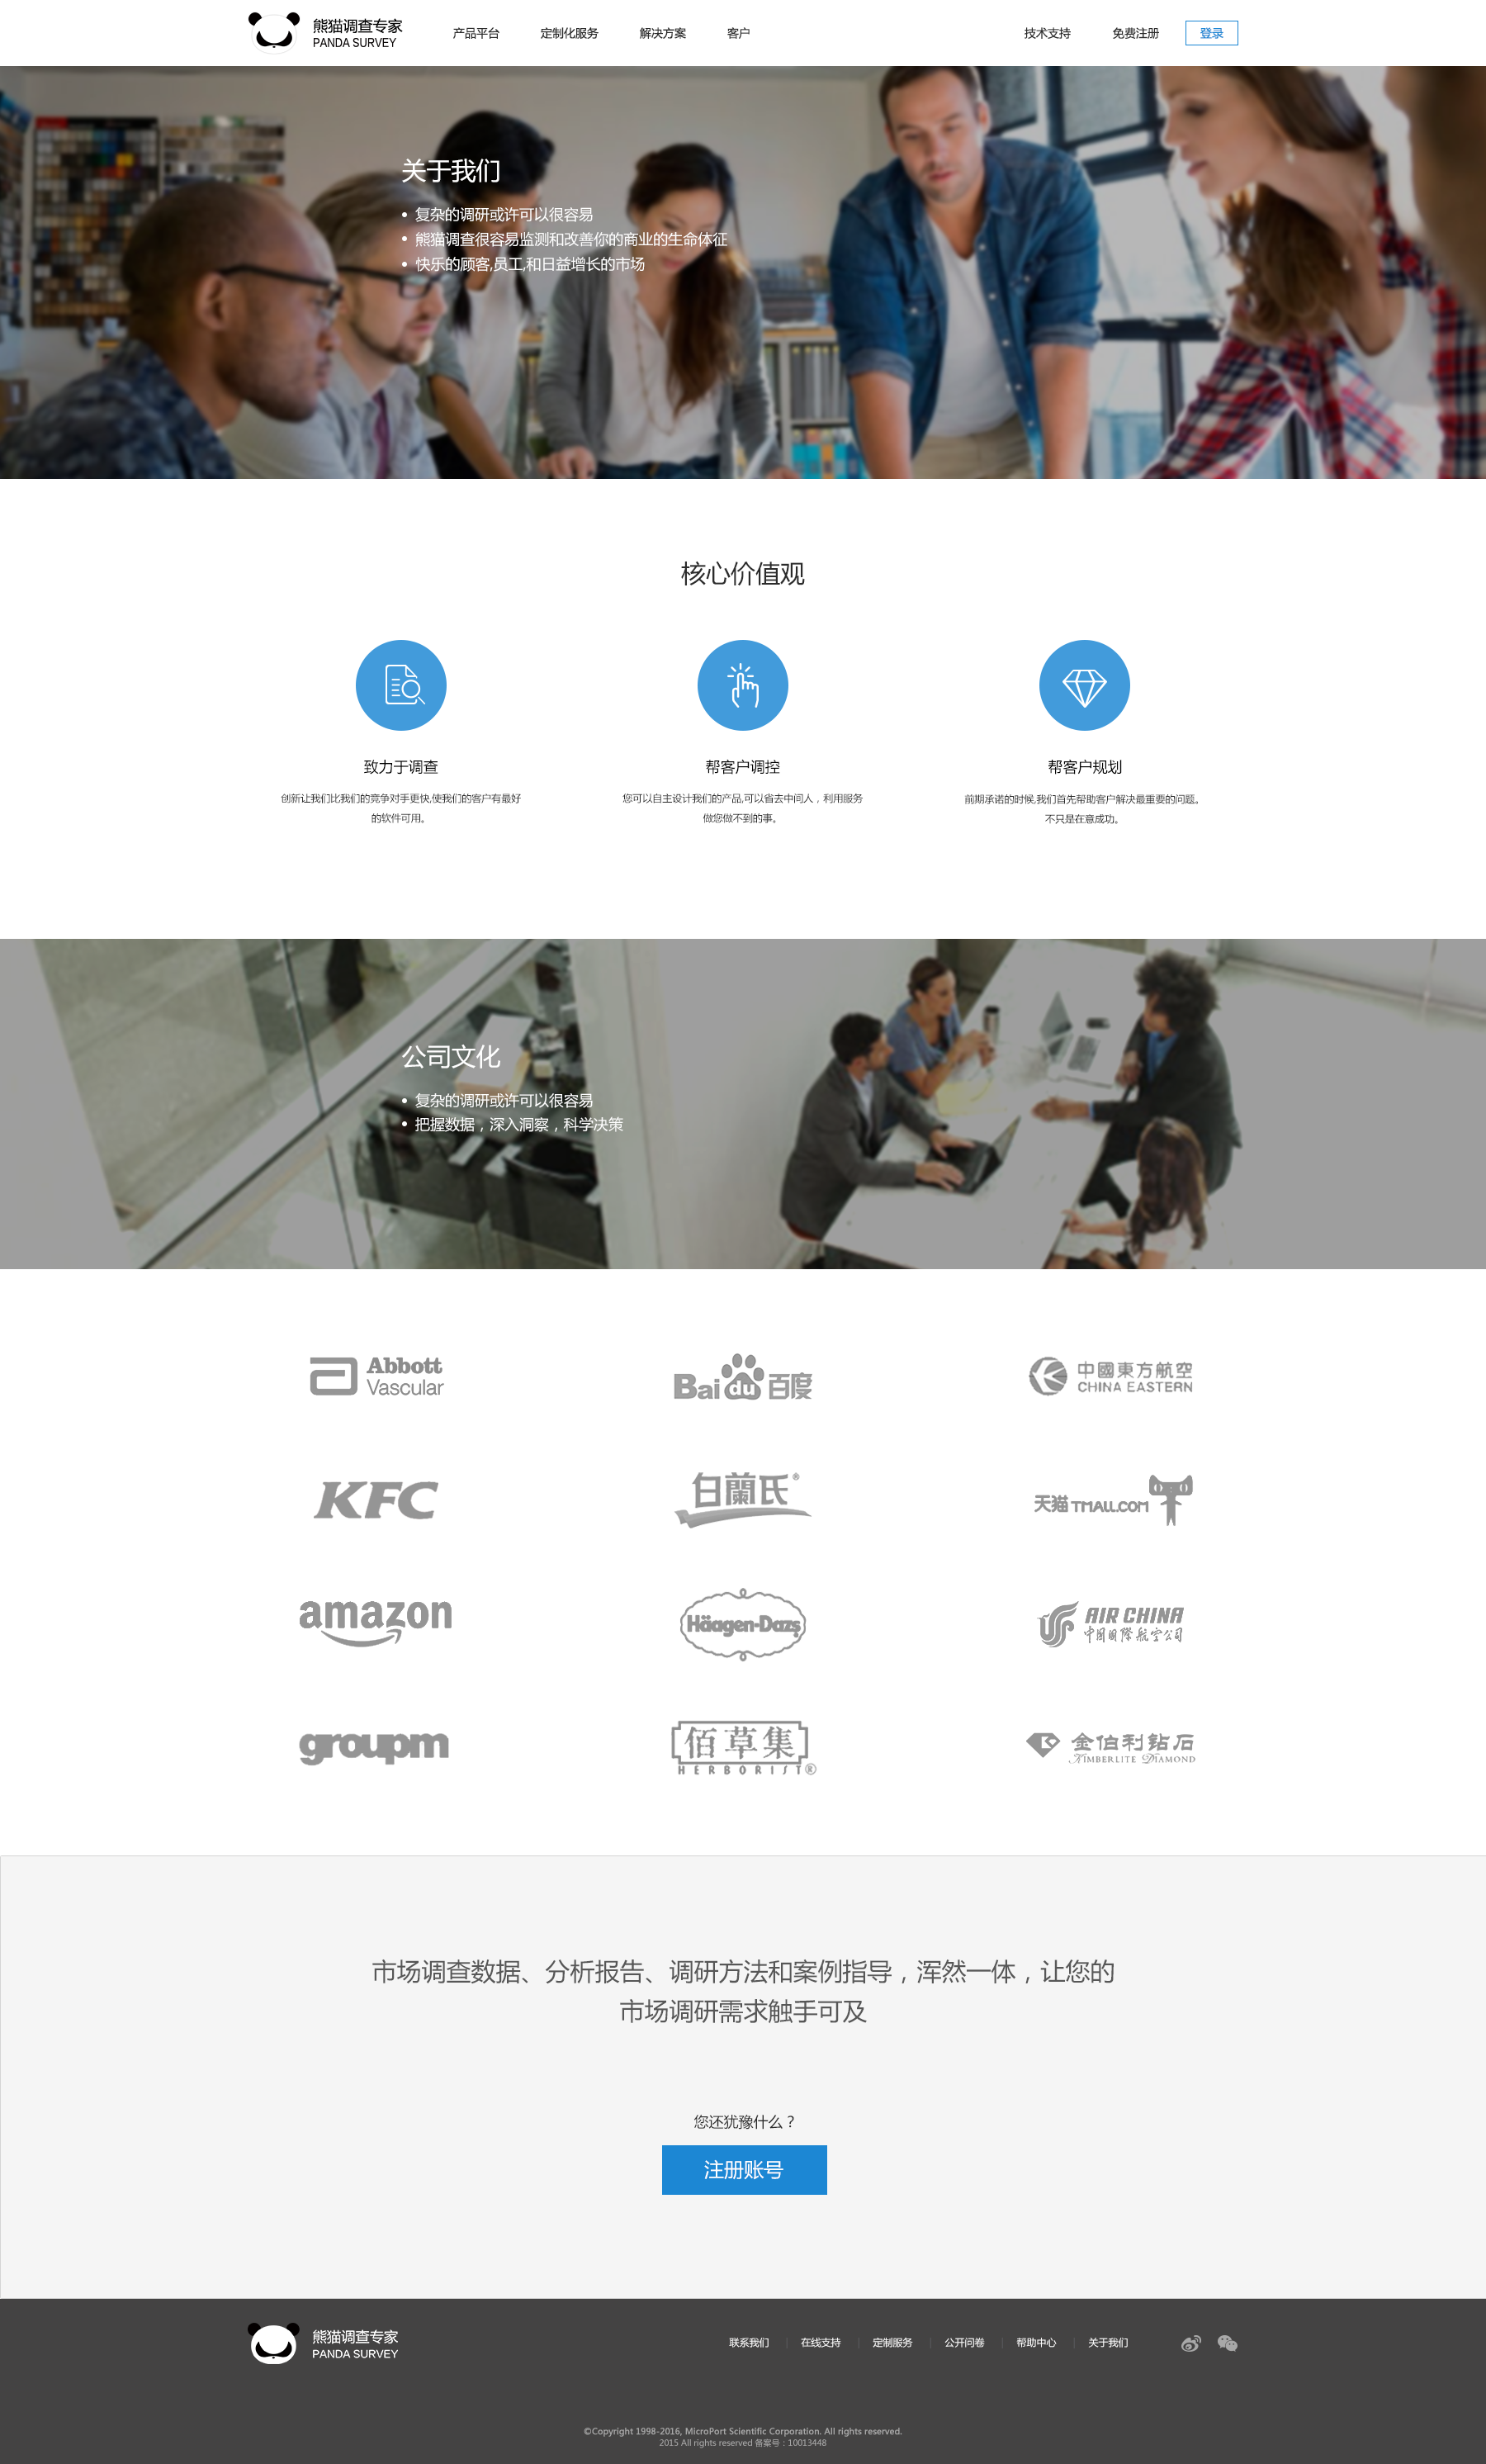 熊猫调查专家
PANDA SURVEY
产品平台
定制化服务
解决方案
客户
技术支持
免费注册
登录
关于我们
• 复杂的调研或许可以很容易
• 熊猫调查很容易监测和改善你的商业的生命体征
• 快乐的顾客,员工,和日益增长的市场
核心价值观
致力于调查
创新让我们比我们的竞争对手更快,使我们的客户有最好
的软件可用。
帮客户调控
您可以自主设计我们的产品,可以省去中间人，利用服务
做您做不到的事。
帮客户规划
前期承诺的时候,我们首先帮助客户解决最重要的问题。
不只是在意成功。
公司文化
• 复杂的调研或许可以很容易
• 把握数据，深入洞察，科学决策
Abbott
Vascular
Bai du 百度
中國東方航空
CHINA EASTERN
KFC
白蘭氏®
天猫 TMALL.COM
amazon
Häagen-Dazs
AIR CHINA
中国国際航空公司
groupm
佰草集
HERBORIST®
金伯利钻石
KIMBERLITE DIAMOND
市场调查数据、分析报告、调研方法和案例指导，浑然一体，让您的
市场调研需求触手可及
您还犹豫什么？
注册账号
熊猫调查专家
PANDA SURVEY
联系我们 | 在线支持 | 定制服务 | 公开问卷 | 帮助中心 | 关于我们
©Copyright 1998-2016, MicroPort Scientific Corporation. All rights reserved.
2015 All rights reserved 备案号：10013448